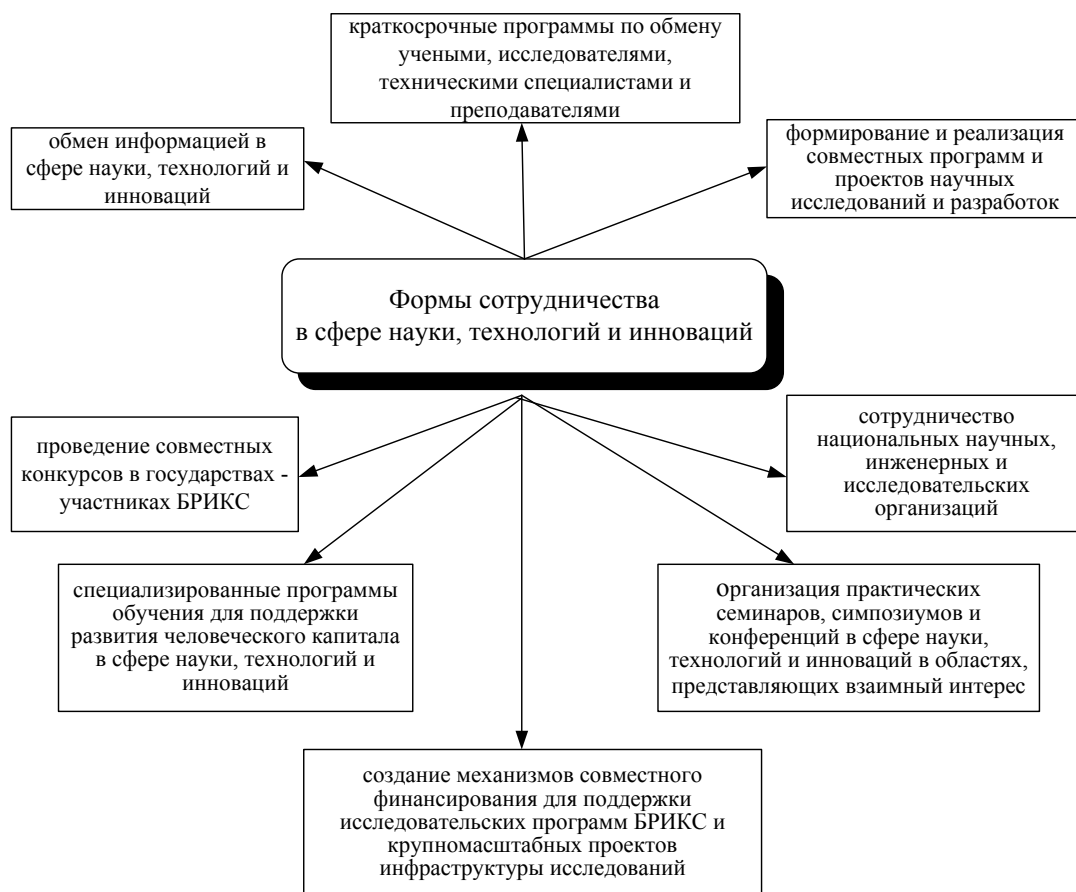 краткосрочные программы по обмену
учеными, исследователями,
техническими специалистами и
преподавателями
обмен информацией в
сфере науки, технологий и
инноваций
формирование и реализация
совместных программ и
проектов научных
исследований и разработок
Формы сотрудничества
в сфере науки, технологий и инноваций
проведение совместных
конкурсов в государствах -
участниках БРИКС
сотрудничество
национальных научных,
инженерных и
исследовательских
организаций
специализированные программы
обучения для поддержки
развития человеческого капитала
в сфере науки, технологий и
инноваций
организация практических
семинаров, симпозиумов и
конференций в сфере науки,
технологий и инноваций в областях,
представляющих взаимный интерес
создание механизмов совместного
финансирования для поддержки
исследовательских программ БРИКС и
крупномасштабных проектов
инфраструктуры исследований